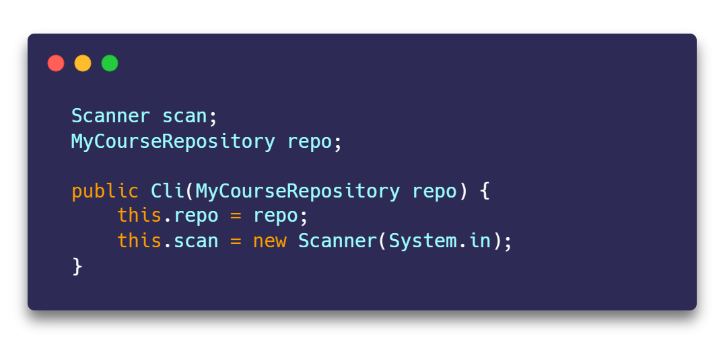 Scanner scan;
MyCourseRepository repo;

public Cli(MyCourseRepository repo) {
    this.repo = repo;
    this.scan = new Scanner(System.in);
}